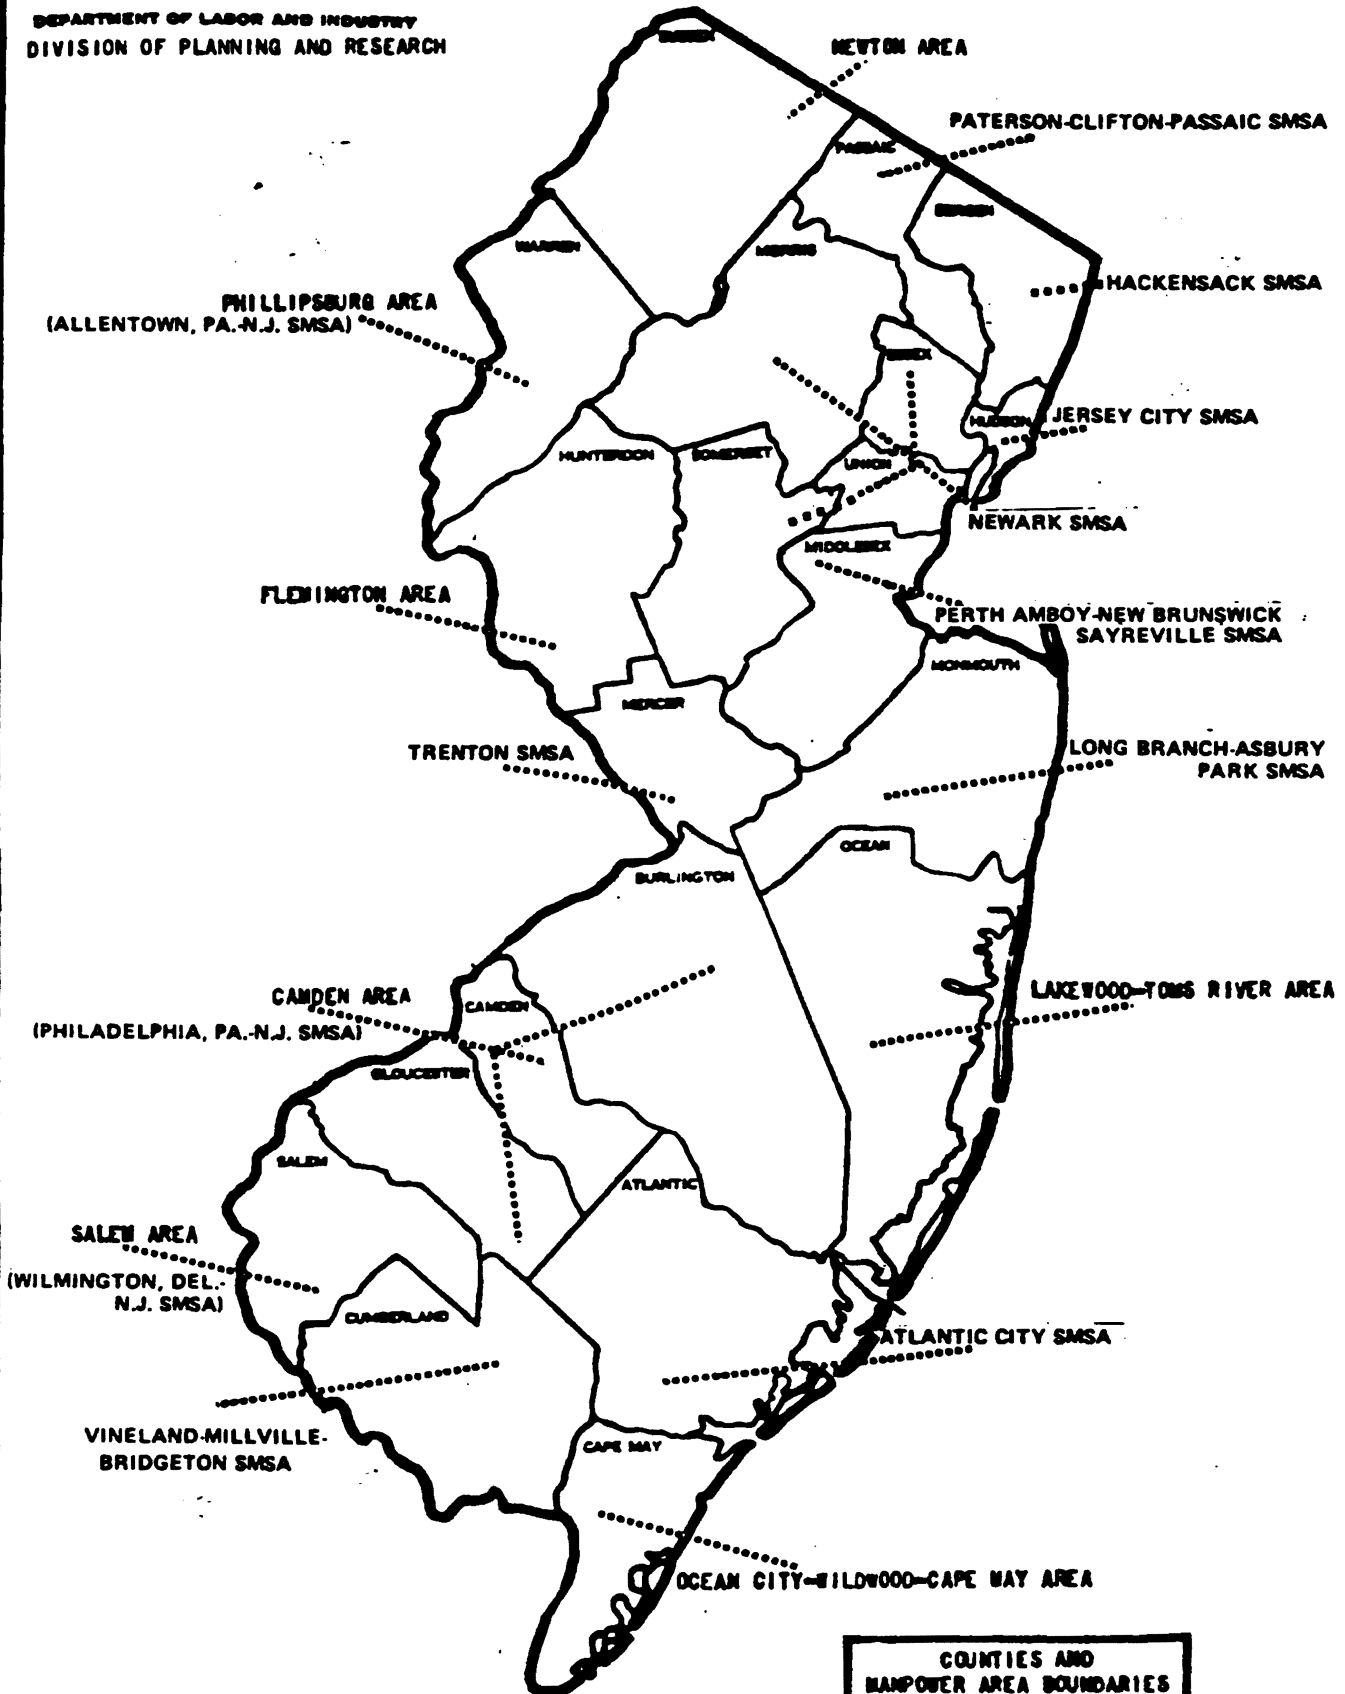 DEPARTMENT OF LABOR AND INDUSTRY
DIVISION OF PLANNING AND RESEARCH
SUSSEX
NEWTON AREA
PATERSON-CLIFTON-PASSAIC SMSA
PASSAIC
BERGEN
WARREN
MORRIS
HACKENSACK SMSA
PHILLIPSBURG AREA
(ALLENTOWN, PA.-N.J. SMSA)
ESSEX
HUDSON
JERSEY CITY SMSA
HUNTERDON
SOMERSET
UNION
NEWARK SMSA
MIDDLESEX
FLEMINGTON AREA
PERTH AMBOY-NEW BRUNSWICK
SAYREVILLE SMSA
MONMOUTH
MERCER
TRENTON SMSA
LONG BRANCH-ASBURY
PARK SMSA
OCEAN
BURLINGTON
CAMDEN AREA
(PHILADELPHIA, PA.-N.J. SMSA)
CAMDEN
LAKEWOOD-TOMS RIVER AREA
GLOUCESTER
SALEM
ATLANTIC
SALEM AREA
(WILMINGTON, DEL.-
N.J. SMSA)
CUMBERLAND
ATLANTIC CITY SMSA
VINELAND-MILLVILLE-
BRIDGETON SMSA
CAPE MAY
OCEAN CITY-WILDWOOD-CAPE MAY AREA
COUNTIES AND
MANPOWER AREA BOUNDARIES